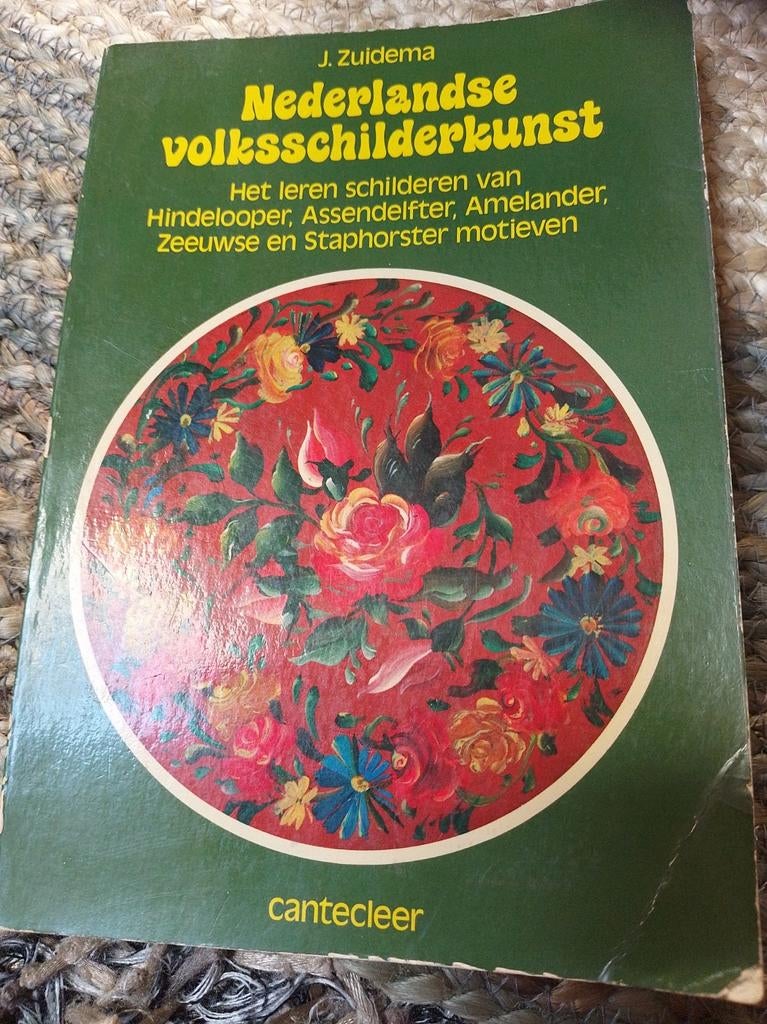 J. Zuidema
Nederlandse
volksschilderkunst
Het leren schilderen van
Hindelooper, Assendelfter, Amelander,
Zeeuwse en Staphorster motieven
cantecleer